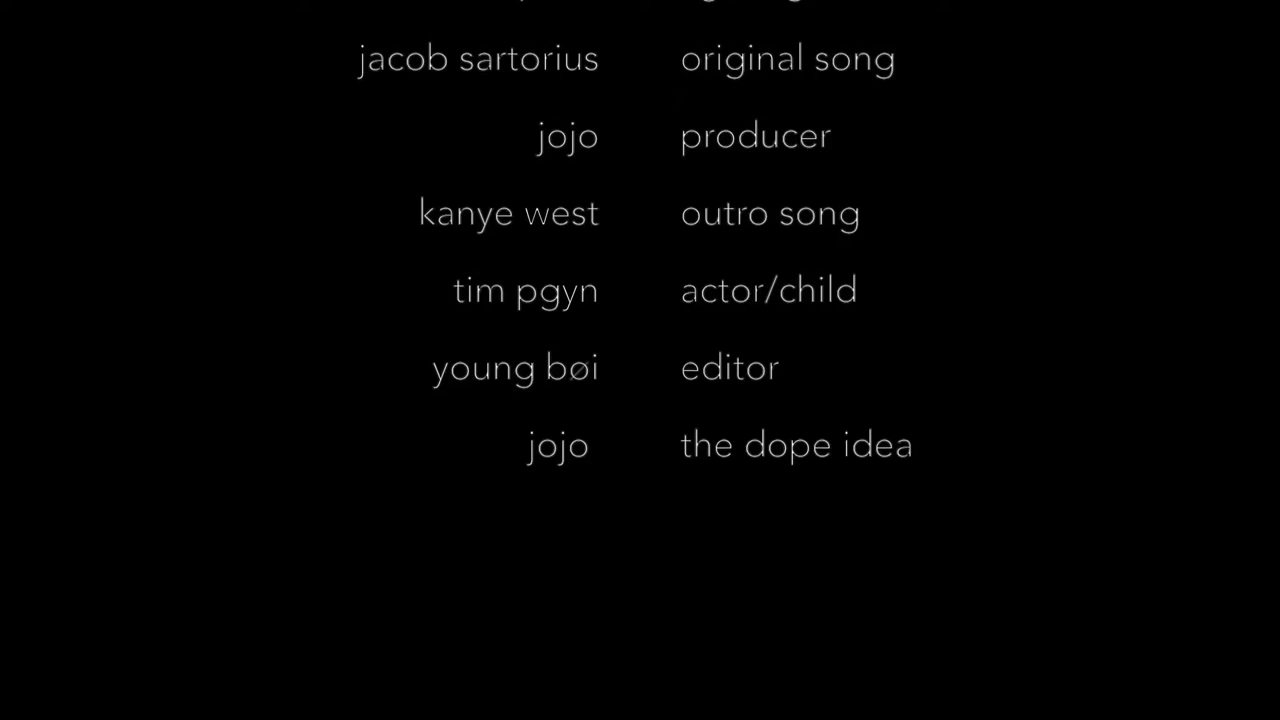 jacob sartorius original song
jojo producer
kanye west outro song
tim pgyn actor/child
young bøi editor
jojo the dope idea